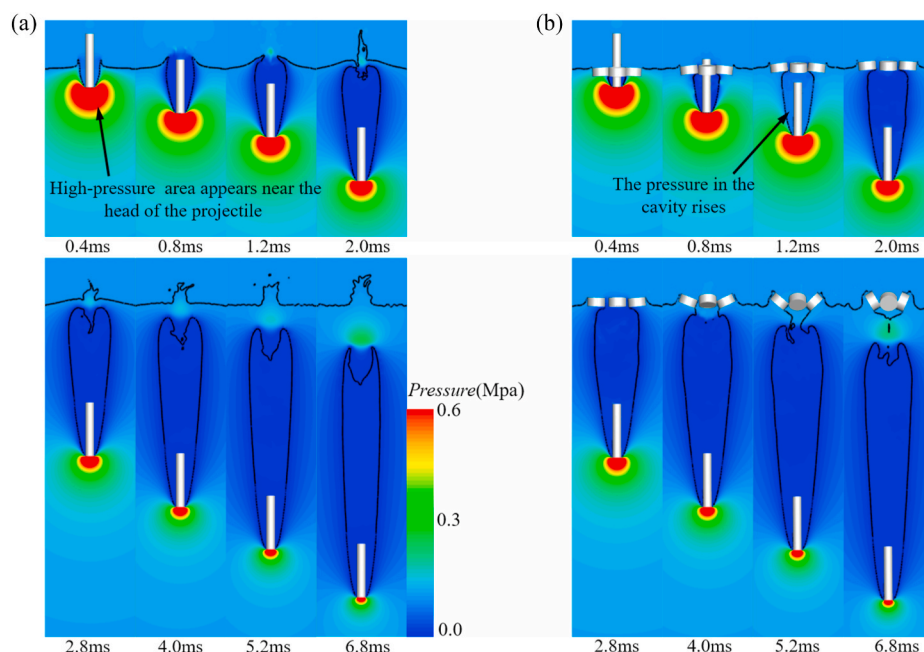 (a)
(b)
High-pressure area appears near the
head of the projectile
The pressure in the
cavity rises
0.4ms 0.8ms 1.2ms 2.0ms
0.4ms 0.8ms 1.2ms 2.0ms
Pressure(Mpa)
0.6
0.3
0.0
2.8ms 4.0ms 5.2ms 6.8ms
2.8ms 4.0ms 5.2ms 6.8ms